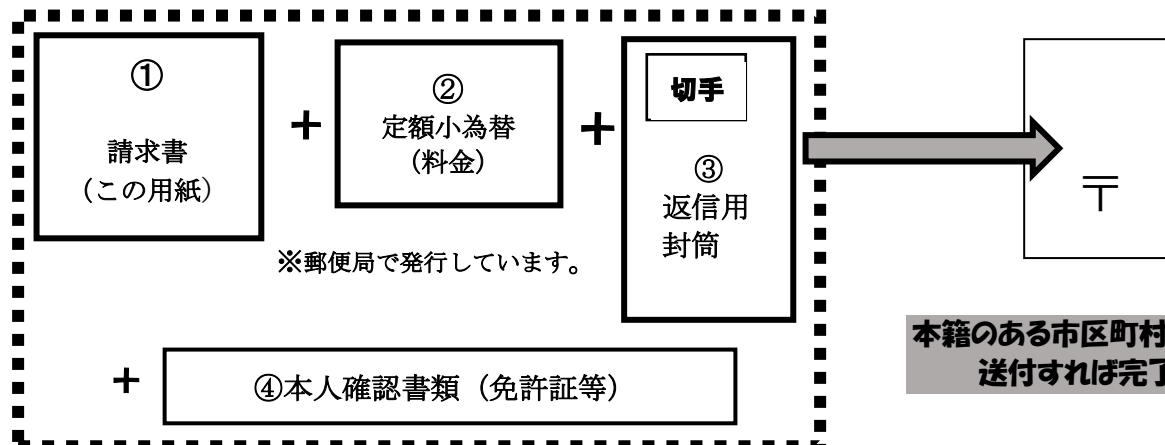 ①
請求書
(この用紙)
+
②
定額小為替
(料金)
※郵便局で発行しています。
+
切手
③
返信用
封筒
+
④本人確認書類（免許証等）
〒
本籍のある市区町村
送付すれば完了